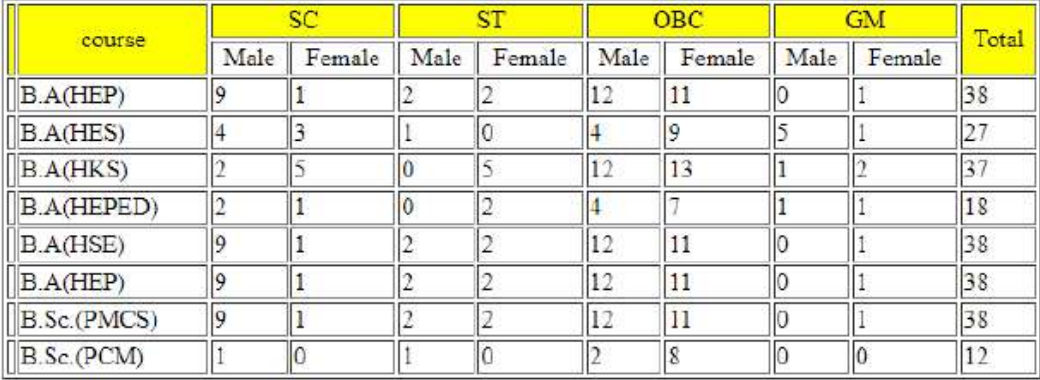 course SC ST OBC GM Total
Male Female Male Female Male Female Male Female
B.A(HEP) 9 1 2 2 12 11 0 1 38
B.A(HES) 4 3 1 0 4 9 5 1 27
B.A(HKS) 2 5 0 5 12 13 1 2 37
B.A(HEPED) 2 1 0 2 4 7 1 1 18
B.A(HSE) 9 1 2 2 12 11 0 1 38
B.A(HEP) 9 1 2 2 12 11 0 1 38
B.Sc.(PMCS) 9 1 2 2 12 11 0 1 38
B.Sc.(PCM) 1 0 1 0 2 8 0 0 12